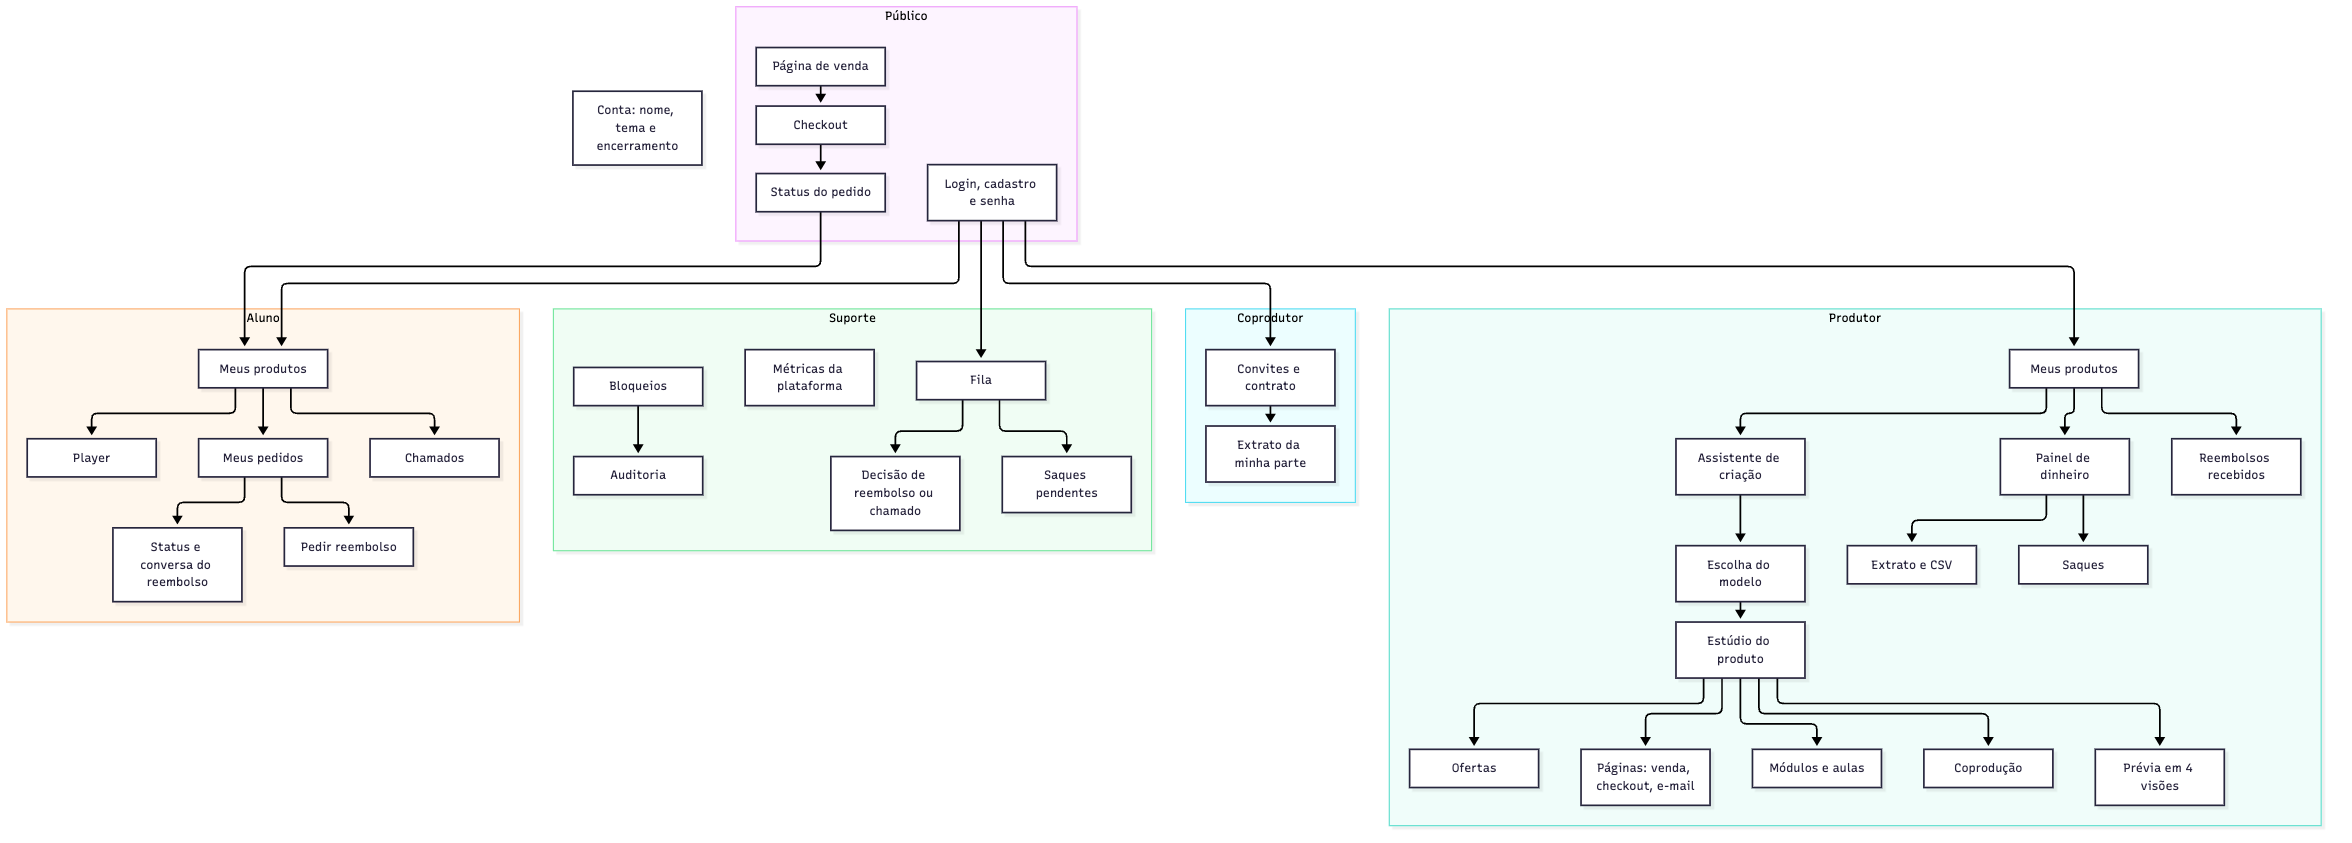 Público
Página de venda
Conta: nome,
tema e
encerramento
Checkout
Status do pedido
Login, cadastro
e senha
Aluno
Meus produtos
Player
Meus pedidos
Chamados
Status e
conversa do
reembolso
Pedir reembolso
Suporte
Bloqueios
Métricas da
plataforma
Fila
Auditoria
Decisão de
reembolso ou
chamado
Saques
pendentes
Coprodutor
Convites e
contrato
Extrato da
minha parte
Produtor
Meus produtos
Assistente de
criação
Painel de
dinheiro
Reembolsos
recebidos
Escolha do
modelo
Extrato e CSV
Saques
Estúdio do
produto
Ofertas
Páginas: venda,
checkout, e-mail
Módulos e aulas
Coprodução
Prévia em 4
visões